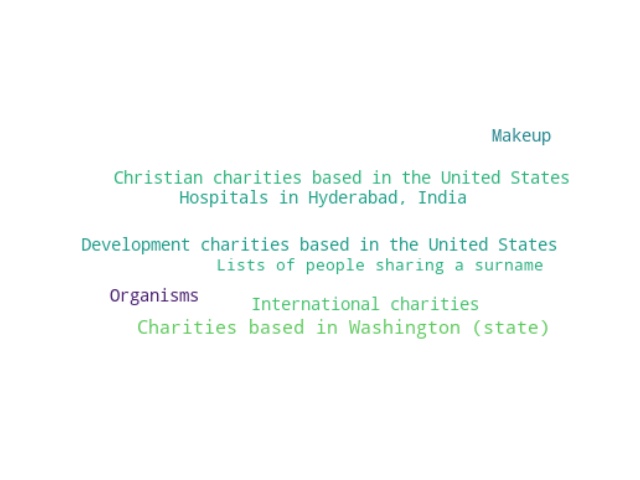 Makeup
Christian charities based in the United States
Hospitals in Hyderabad, India
Development charities based in the United States
Lists of people sharing a surname
Organisms
International charities
Charities based in Washington (state)